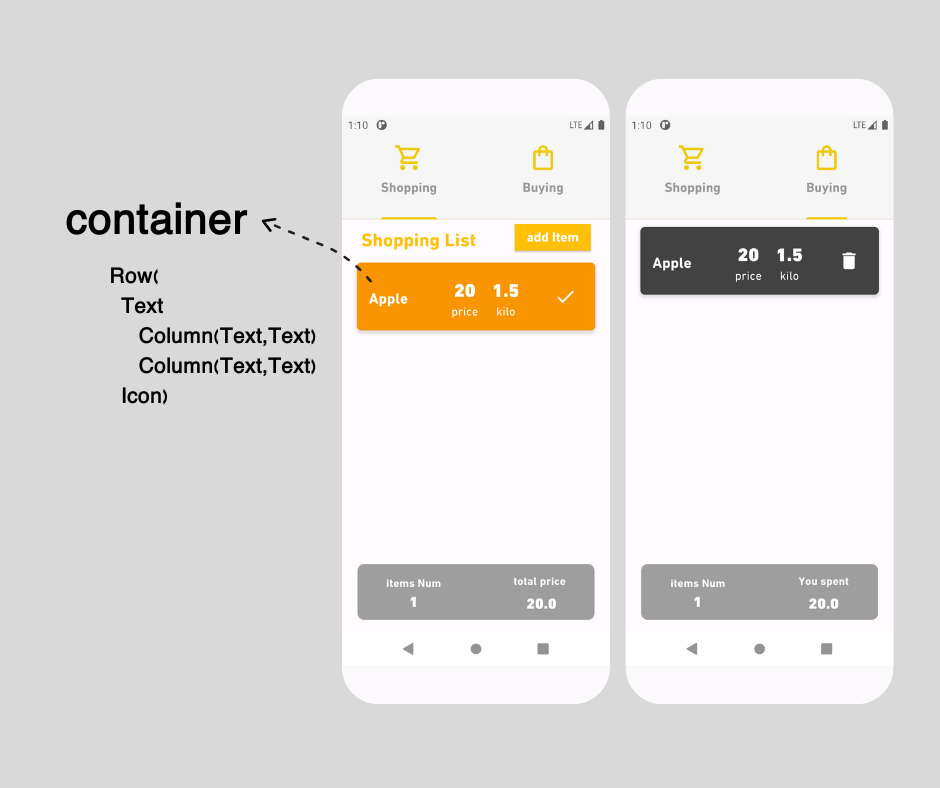 container
Row(
Text
Column(Text,Text)
Column(Text,Text)
Icon)
1:10 LTE
Shopping Buying
Shopping List add Item
Apple 20 1.5
price kilo
items Num total price
1 20.0
1:10 LTE
Shopping Buying
Apple 20 1.5
price kilo
items Num You spent
1 20.0